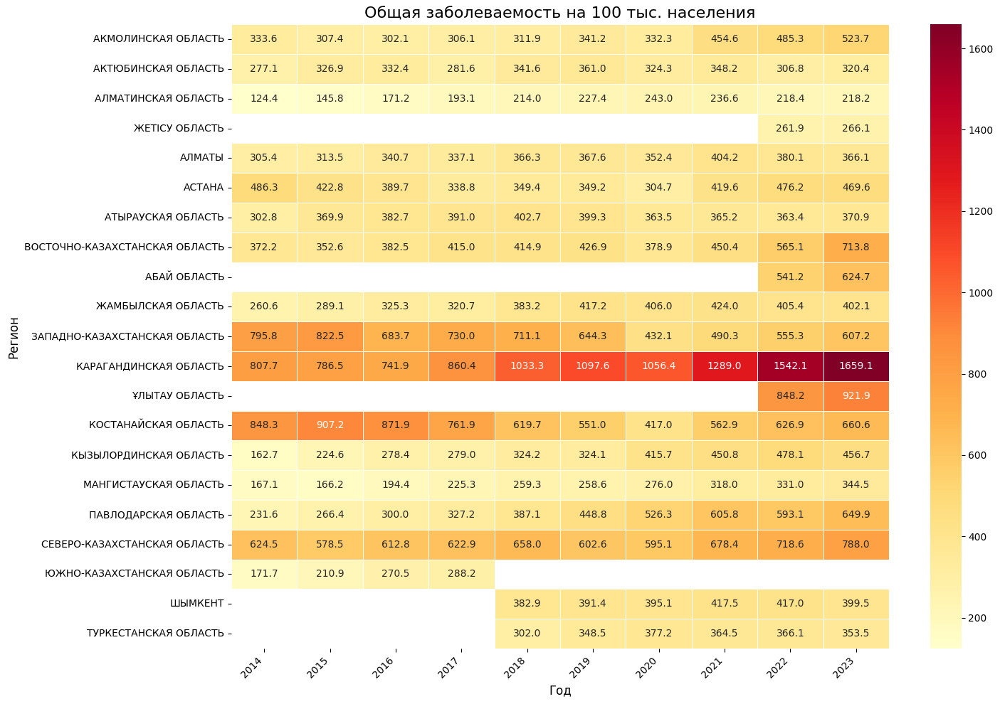 Общая заболеваемость на 100 тыс. населения
АКМОЛИНСКАЯ ОБЛАСТЬ 333.6 307.4 302.1 306.1 311.9 341.2 332.3 454.6 485.3 523.7
АКТЮБИНСКАЯ ОБЛАСТЬ 277.1 326.9 332.4 281.6 341.6 361.0 324.3 348.2 306.8 320.4
АЛМАТИНСКАЯ ОБЛАСТЬ 124.4 145.8 171.2 193.1 214.0 227.4 243.0 236.6 218.4 218.2
ЖЕТІСУ ОБЛАСТЬ 261.9 266.1
АЛМАТЫ 305.4 313.5 340.7 337.1 366.3 367.6 352.4 404.2 380.1 366.1
АСТАНА 486.3 422.8 389.7 338.8 349.4 349.2 304.7 419.6 476.2 469.6
АТЫРАУСКАЯ ОБЛАСТЬ 302.8 369.9 382.7 391.0 402.7 399.3 363.5 365.2 363.4 370.9
ВОСТОЧНО-КАЗАХСТАНСКАЯ ОБЛАСТЬ 372.2 352.6 382.5 415.0 414.9 426.9 378.9 450.4 565.1 713.8
АБАЙ ОБЛАСТЬ 541.2 624.7
ЖАМБЫЛСКАЯ ОБЛАСТЬ 260.6 289.1 325.3 320.7 383.2 417.2 406.0 424.0 405.4 402.1
ЗАПАДНО-КАЗАХСТАНСКАЯ ОБЛАСТЬ 795.8 822.5 683.7 730.0 711.1 644.3 432.1 490.3 555.3 607.2
КАРАГАНДИНСКАЯ ОБЛАСТЬ 807.7 786.5 741.9 860.4 1033.3 1097.6 1056.4 1289.0 1542.1 1659.1
ҰЛЫТАУ ОБЛАСТЬ 848.2 921.9
КОСТАНАЙСКАЯ ОБЛАСТЬ 848.3 907.2 871.9 761.9 619.7 551.0 417.0 562.9 626.9 660.6
КЫЗЫЛОРДИНСКАЯ ОБЛАСТЬ 162.7 224.6 278.4 279.0 324.2 324.1 415.7 450.8 478.1 456.7
МАНГИСТАУСКАЯ ОБЛАСТЬ 167.1 166.2 194.4 225.3 259.3 258.6 276.0 318.0 331.0 344.5
ПАВЛОДАРСКАЯ ОБЛАСТЬ 231.6 266.4 300.0 327.2 387.1 448.8 526.3 605.8 593.1 649.9
СЕВЕРО-КАЗАХСТАНСКАЯ ОБЛАСТЬ 624.5 578.5 612.8 622.9 658.0 602.6 595.1 678.4 718.6 788.0
ЮЖНО-КАЗАХСТАНСКАЯ ОБЛАСТЬ 171.7 210.9 270.5 288.2
ШЫМКЕНТ 382.9 391.4 395.1 417.5 417.0 399.5
ТУРКЕСТАНСКАЯ ОБЛАСТЬ 302.0 348.5 377.2 364.5 366.1 353.5
2014 2015 2016 2017 2018 2019 2020 2021 2022 2023
Год
Регион
1600
1400
1200
1000
800
600
400
200